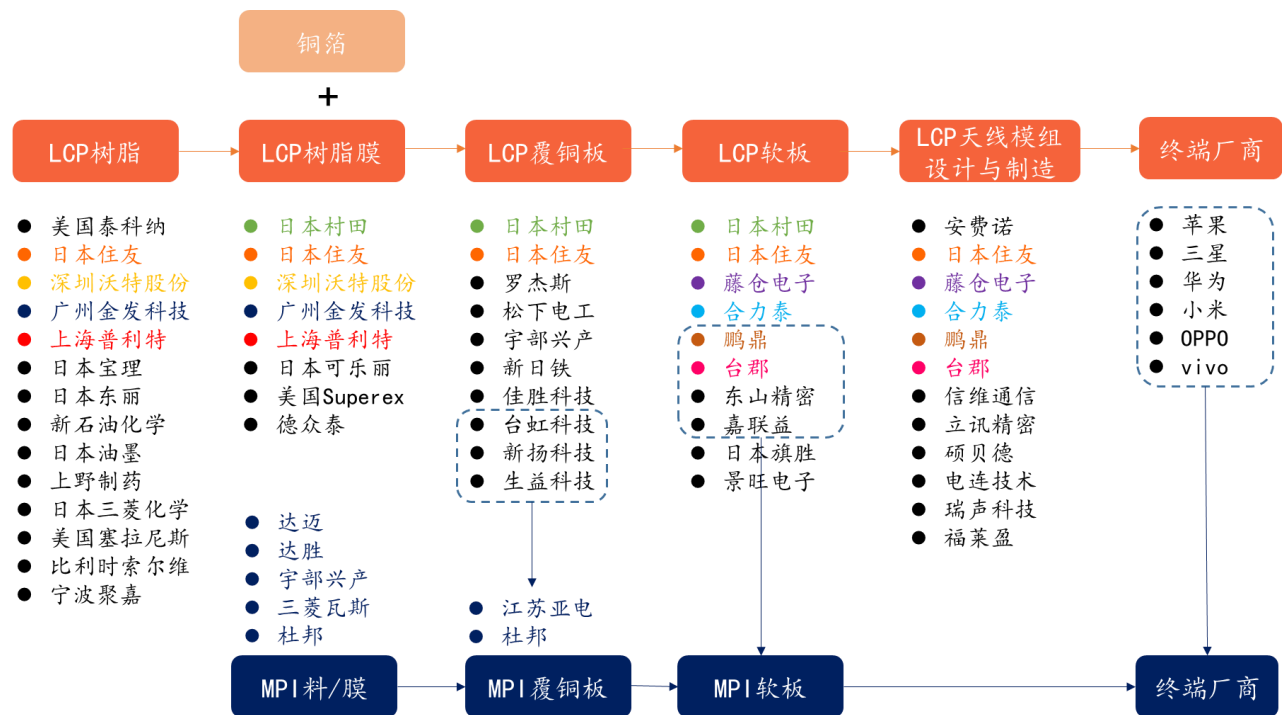 铜箔
+
LCP树脂
LCP树脂膜
LCP覆铜板
LCP软板
LCP天线模组
设计与制造
终端厂商
美国泰科纳
日本住友
深圳沃特股份
广州金发科技
上海普利特
日本宝理
日本东丽
新石油化学
日本油墨
上野制药
日本三菱化学
美国塞拉尼斯
比利时索尔维
宁波聚嘉
日本村田
日本住友
深圳沃特股份
广州金发科技
上海普利特
日本可乐丽
美国Superex
德众泰
日本村田
日本住友
罗杰斯
松下电工
宇部兴产
新日铁
佳胜科技
台虹科技
新扬科技
生益科技
日本村田
日本住友
藤仓电子
合力泰
鹏鼎
台郡
东山精密
嘉联益
日本旗胜
景旺电子
安费诺
日本住友
藤仓电子
合力泰
鹏鼎
台郡
信维通信
立讯精密
硕贝德
电连技术
瑞声科技
福莱盈
苹果
三星
华为
小米
OPPO
vivo
达迈
达胜
宇部兴产
三菱瓦斯
杜邦
江苏亚电
杜邦
MPI料/膜
MPI覆铜板
MPI软板
终端厂商